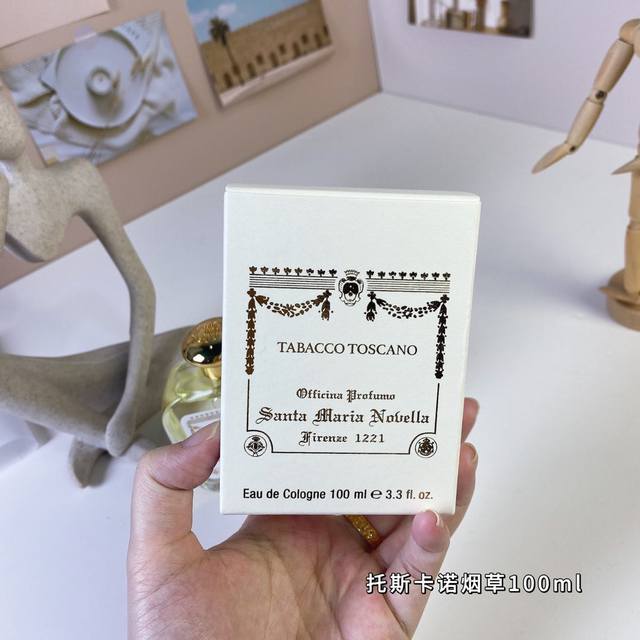 TABACCO TOSCANO
Officina Profumo
Santa Maria Novella
Firenze 1221
Eau de Cologne 100 ml ℮ 3.3 fl. oz.
托斯卡诺烟草100ml